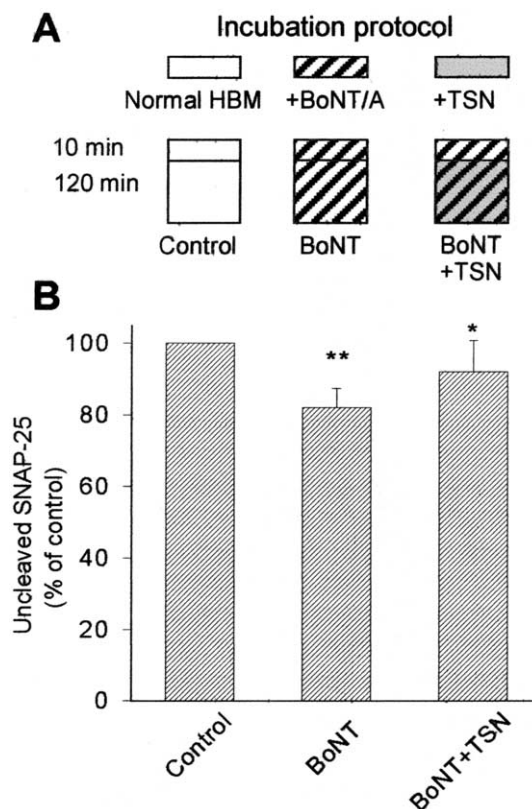 A
Incubation protocol
Normal HBM +BoNT/A +TSN
10 min
120 min
Control BoNT BoNT
+TSN
B
Uncleaved SNAP-25
(% of control)
100
80
60
40
20
0
**
*
Control BoNT BoNT+TSN